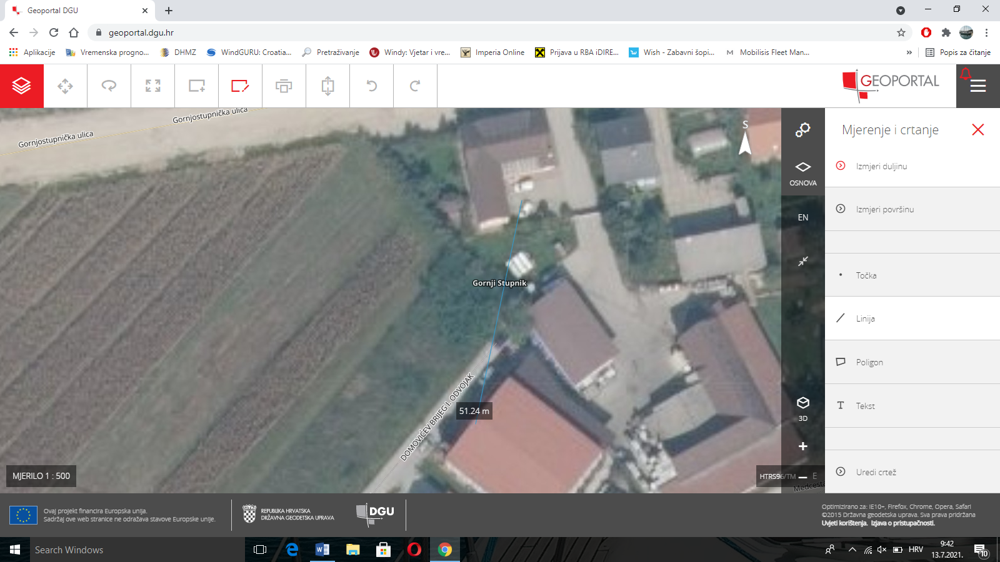 Geoportal DGU
geoportal.dgu.hr
Aplikacije
Vremenska progno...
DHMZ
WindGURU: Croatia...
Pretraživanje
Windy: Vjetar i vre...
Imperia Online
Prijava u RBA iDIRE...
Wish - Zabavni šopi...
Mobilisis Fleet Man...
»
Popis za čitanje
GEOPORTAL
Gornjostupnička ulica
Gornjostupnička ulica
S
OSNOVA
EN
Gornji Stupnik
DOMOVIĆEV BRIJEG I. ODVOJAK
51.24 m
3D
MJERILO 1 : 500
HTRS96/TM
E
Medcesta
Mjerenje i crtanje
Izmjeri duljinu
Izmjeri površinu
Točka
Linija
Poligon
T Tekst
Uredi crtež
Ovaj projekt financira Europska unija.
Sadržaj ove web stranice ne odražava stavove Europske unije.
REPUBLIKA HRVATSKA
DRŽAVNA GEODETSKA UPRAVA
DGU
Optimizirano za: IE10+, Firefox, Chrome, Opera, Safari
©2015 Državna geodetska uprava. Sva prava pridržana
Uvjeti korištenja. Izjava o pristupačnosti.
Search Windows
HRV
9:42
13.7.2021.
10